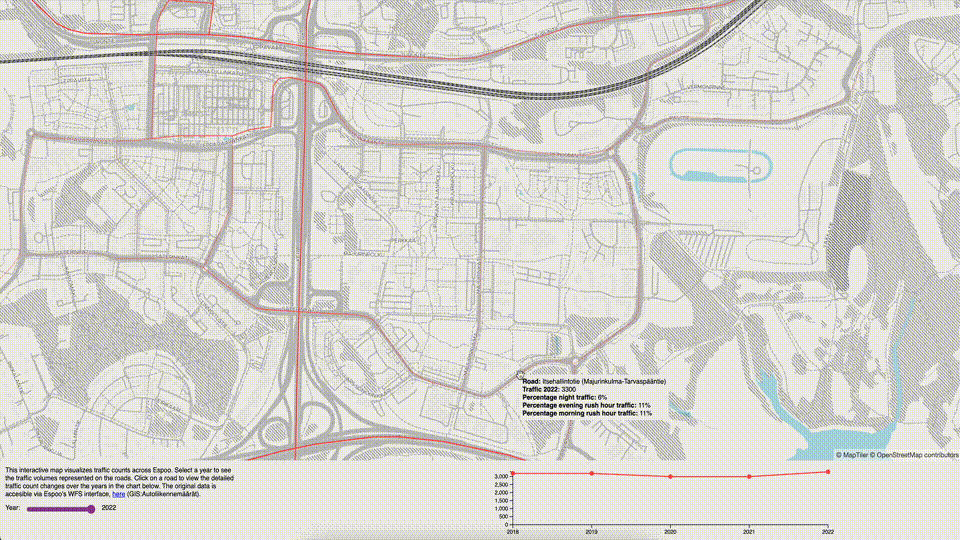 PERKKAA
Road: Itsehallintotie (Majurinkulma-Tarvaspääntie)
Traffic 2022: 3300
Percentage night traffic: 6%
Percentage evening rush hour traffic: 11%
Percentage morning rush hour traffic: 11%
© MapTiler © OpenStreetMap contributors
This interactive map visualizes traffic counts across Espoo. Select a year to see
the traffic volumes represented on the roads. Click on a road to view the detailed
traffic count changes over the years in the chart below. The original data is
accesible via Espoo's WFS interface, here (GIS:Autoliikennemäärät).
Year:
2022
3,000
2,500
2,000
1,500
1,000
500
0
2018
2019
2020
2021
2022